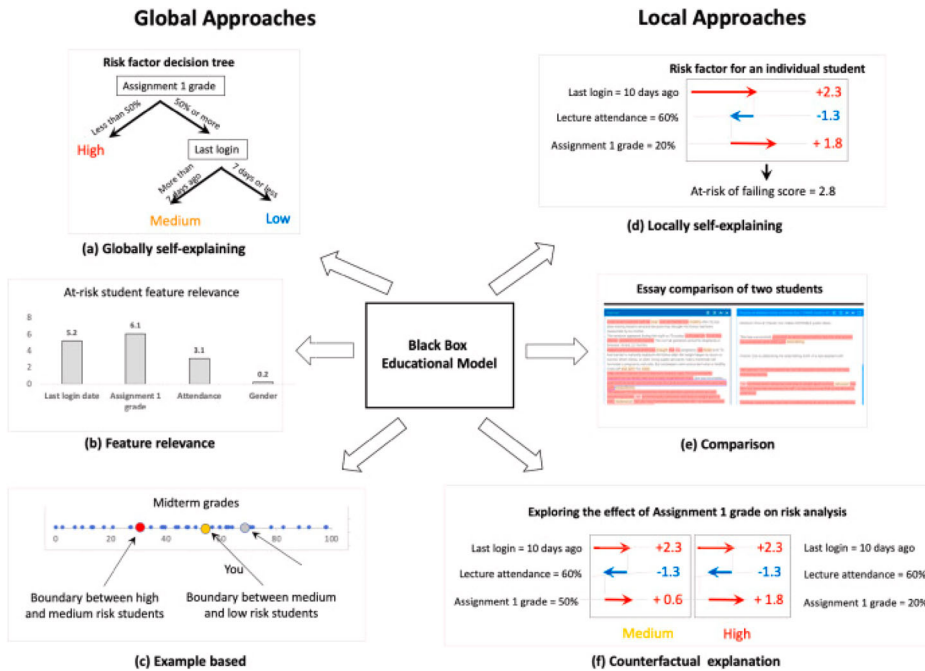 Global Approaches
Local Approaches
Risk factor decision tree
Assignment 1 grade
Less than 50%
50% or more
High
Last login
More than
7 days ago
7 days or less
Medium
Low
(a) Globally self-explaining
Risk factor for an individual student
Last login = 10 days ago
+2.3
Lecture attendance = 60%
-1.3
Assignment 1 grade = 20%
+ 1.8
At-risk of failing score = 2.8
(d) Locally self-explaining
At-risk student feature relevance
8
6
4
2
0
5.2
6.1
3.1
0.2
Last login date
Assignment 1
grade
Attendance
Gender
(b) Feature relevance
Black Box
Educational Model
Essay comparison of two students
(e) Comparison
Midterm grades
0
20
40
60
80
100
You
Boundary between high
and medium risk students
Boundary between medium
and low risk students
(c) Example based
Exploring the effect of Assignment 1 grade on risk analysis
Last login = 10 days ago
+2.3
+2.3
Last login = 10 days ago
Lecture attendance = 60%
-1.3
-1.3
Lecture attendance = 60%
Assignment 1 grade = 50%
+ 0.6
+ 1.8
Assignment 1 grade = 20%
Medium
High
(f) Counterfactual explanation